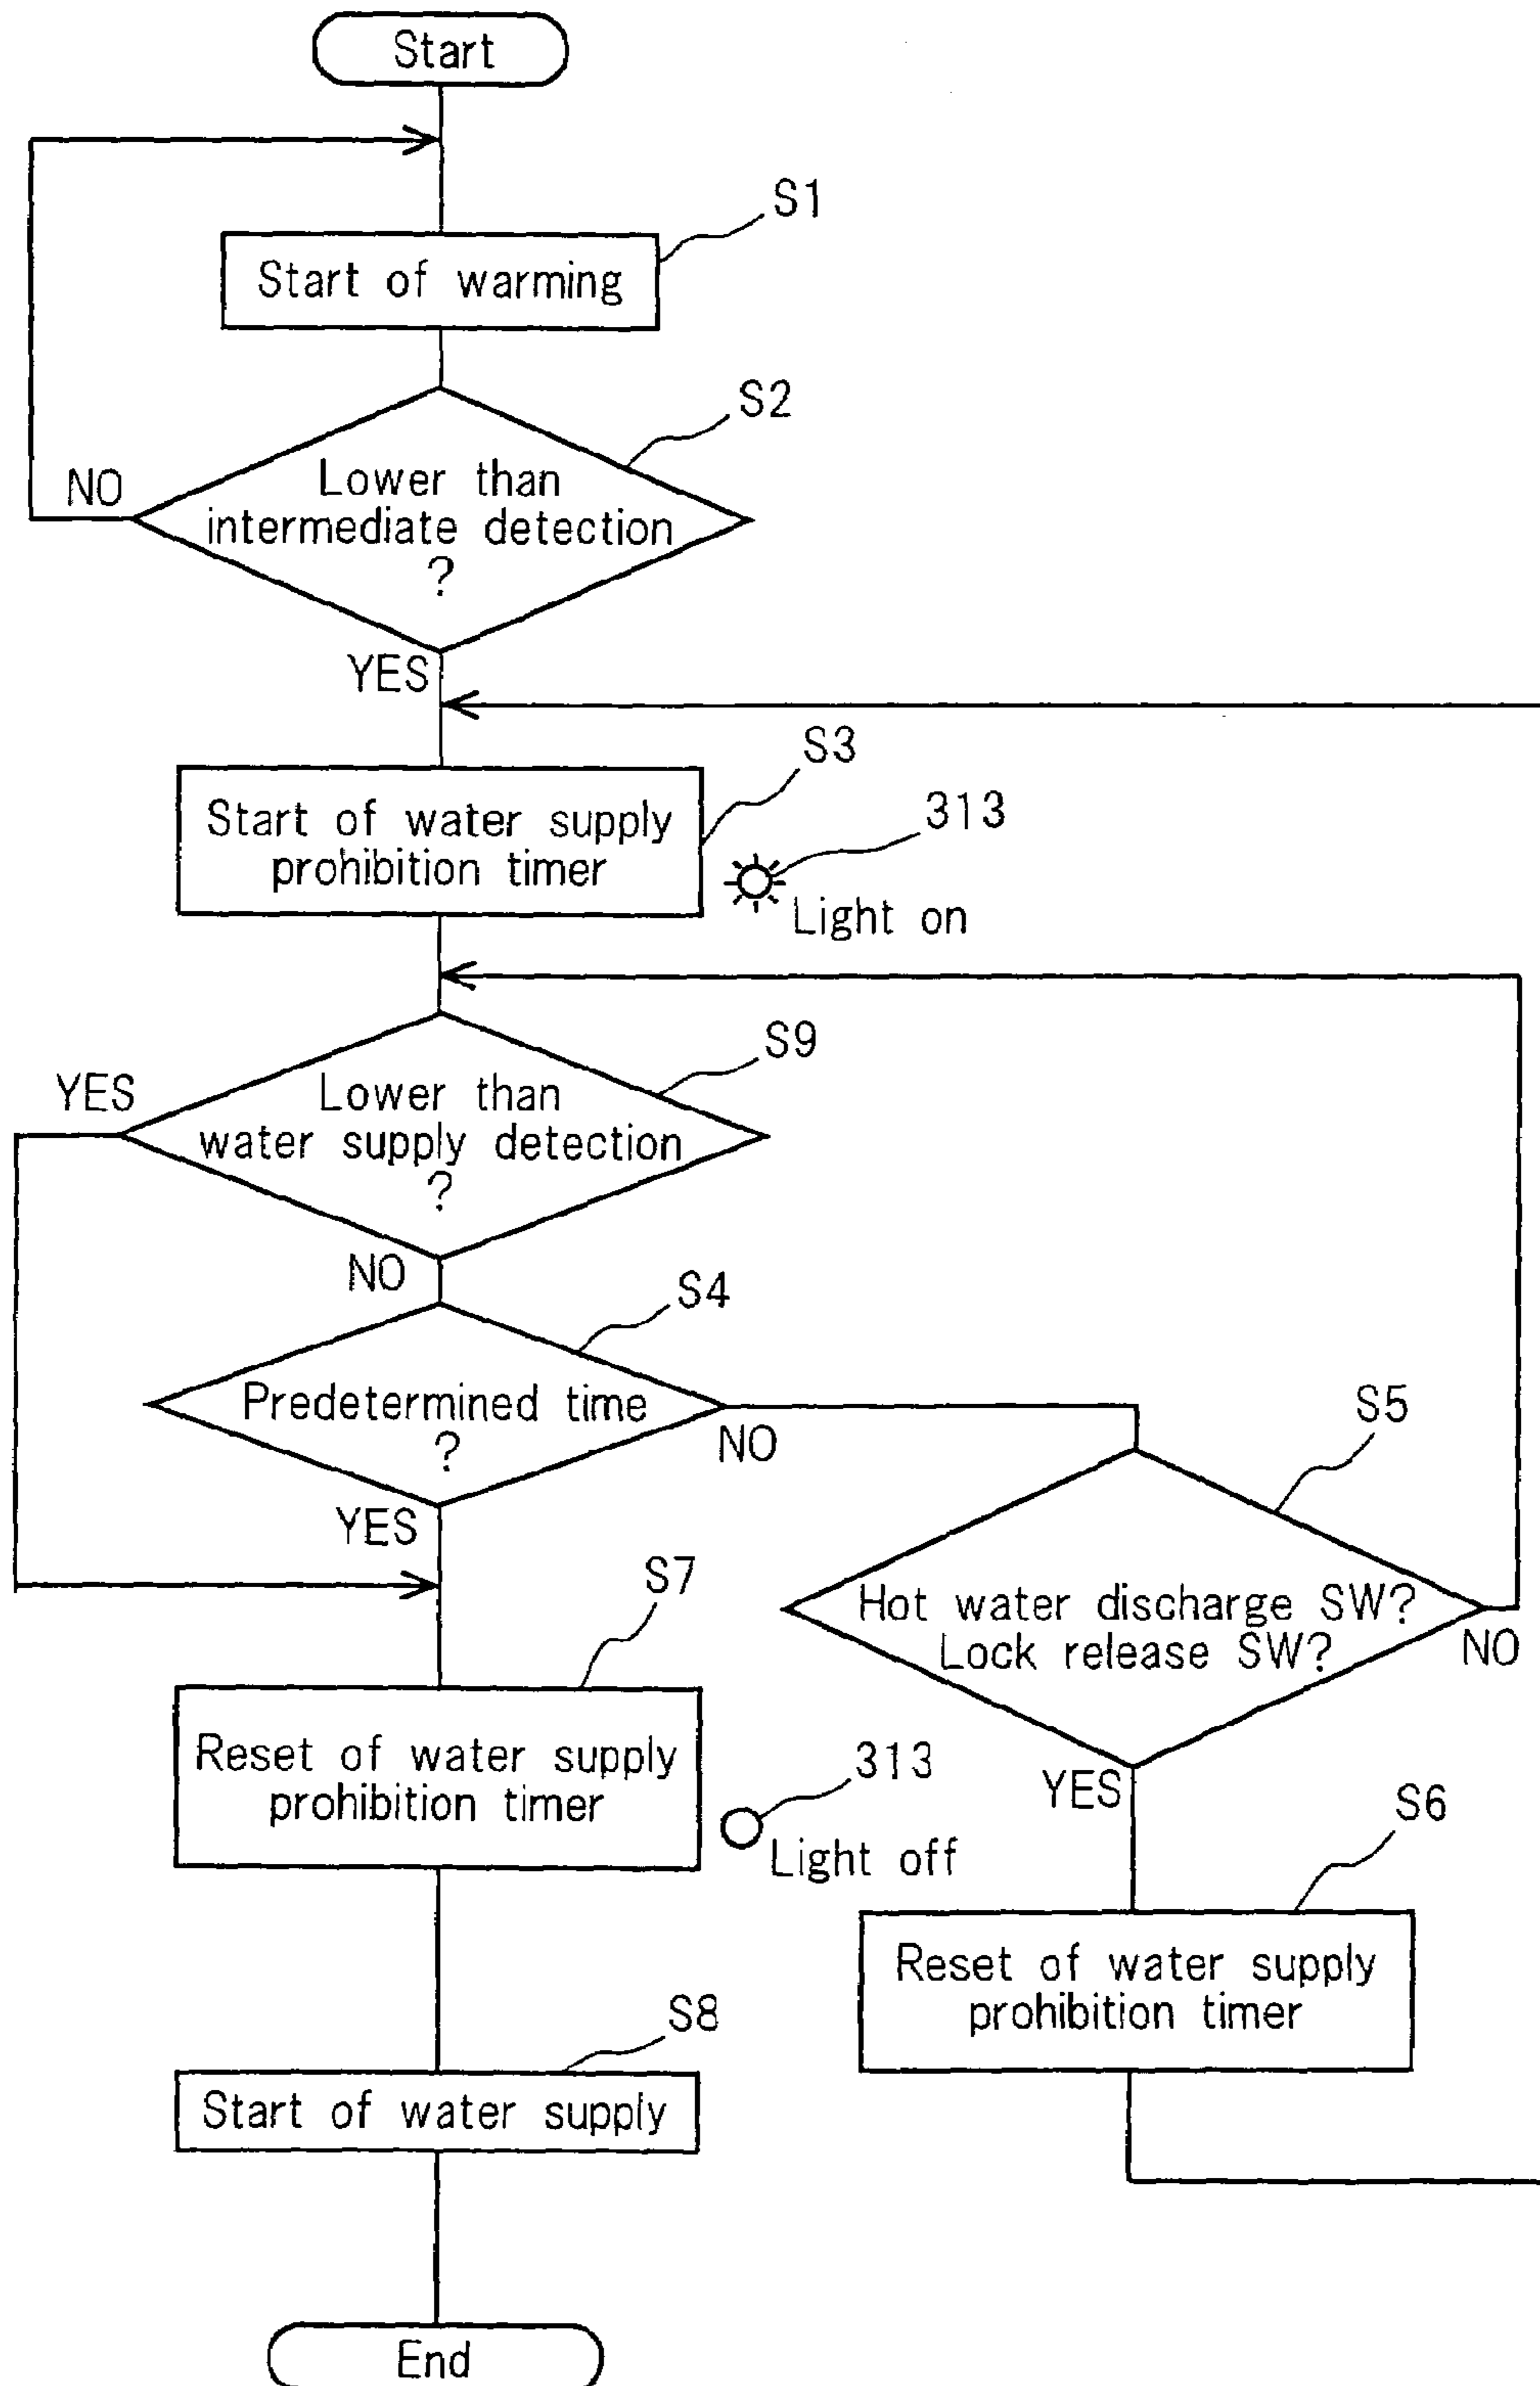 Start
S1
Start of warming
S2
NO
Lower than
intermediate detection
?
YES
S3
Start of water supply
prohibition timer
313
Light on
S9
YES
Lower than
water supply detection
?
NO
S4
Predetermined time
?
NO
YES
S5
Hot water discharge SW?
Lock release SW?
NO
YES
S7
Reset of water supply
prohibition timer
313
Light off
S6
Reset of water supply
prohibition timer
S8
Start of water supply
End